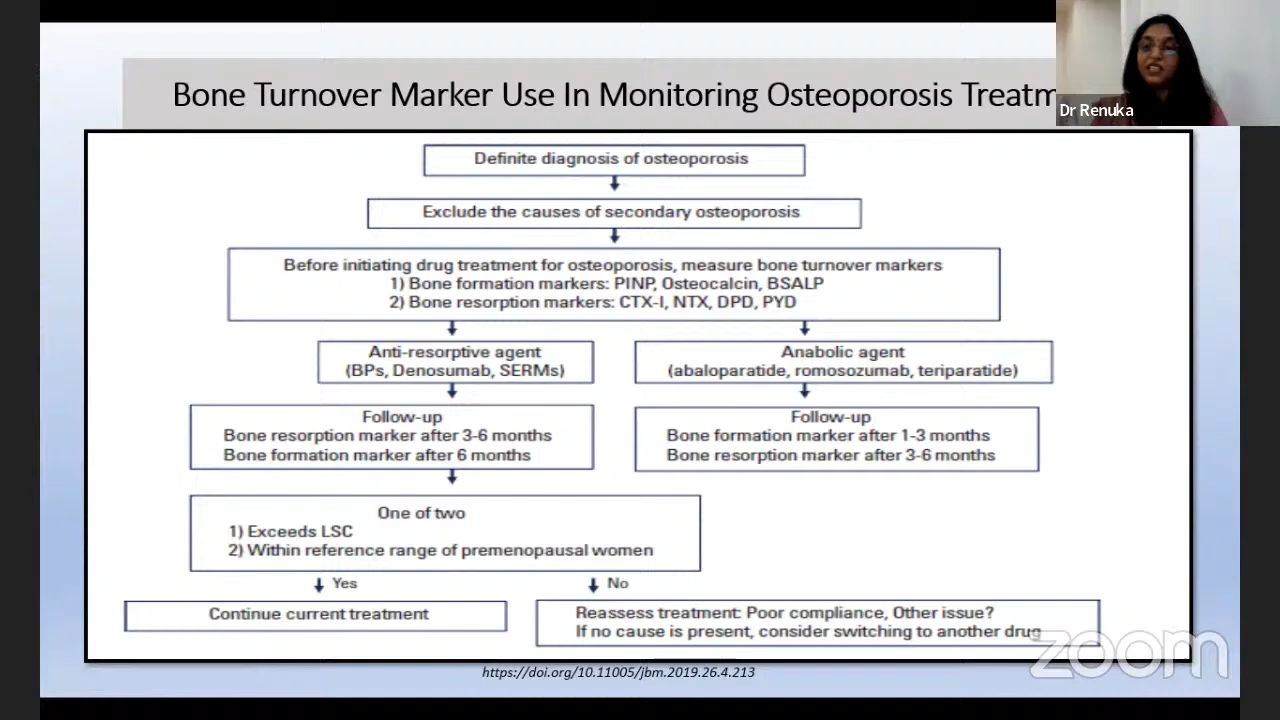 Bone Turnover Marker Use In Monitoring Osteoporosis Treatm
Dr Renuka
Definite diagnosis of osteoporosis
Exclude the causes of secondary osteoporosis
Before initiating drug treatment for osteoporosis, measure bone turnover markers
1) Bone formation markers: PINP, Osteocalcin, BSALP
2) Bone resorption markers: CTX-I, NTX, DPD, PYD
Anti-resorptive agent
(BPs, Denosumab, SERMs)
Anabolic agent
(abaloparatide, romosozumab, teriparatide)
Follow-up
Bone resorption marker after 3-6 months
Bone formation marker after 6 months
Follow-up
Bone formation marker after 1-3 months
Bone resorption marker after 3-6 months
One of two
1) Exceeds LSC
2) Within reference range of premenopausal women
Yes
No
Continue current treatment
Reassess treatment: Poor compliance, Other issue?
If no cause is present, consider switching to another drug
zoom
https://doi.org/10.11005/jbm.2019.26.4.213